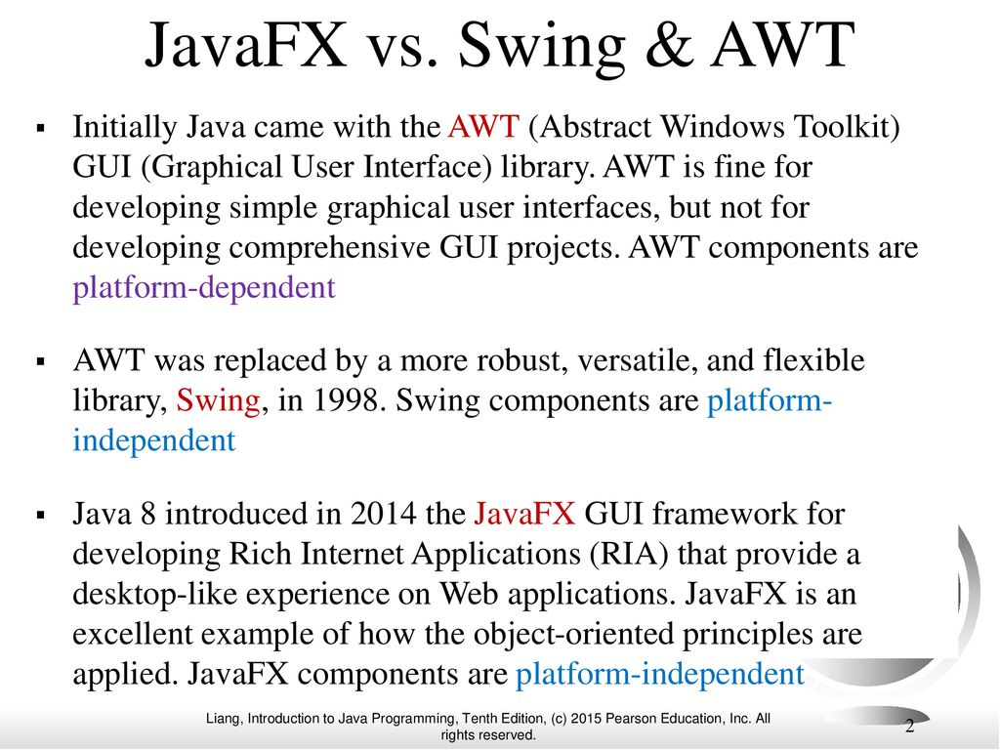 JavaFX vs. Swing & AWT
▪ Initially Java came with the AWT (Abstract Windows Toolkit)
GUI (Graphical User Interface) library. AWT is fine for
developing simple graphical user interfaces, but not for
developing comprehensive GUI projects. AWT components are
platform-dependent
▪ AWT was replaced by a more robust, versatile, and flexible
library, Swing, in 1998. Swing components are platform-
independent
▪ Java 8 introduced in 2014 the JavaFX GUI framework for
developing Rich Internet Applications (RIA) that provide a
desktop-like experience on Web applications. JavaFX is an
excellent example of how the object-oriented principles are
applied. JavaFX components are platform-independent
Liang, Introduction to Java Programming, Tenth Edition, (c) 2015 Pearson Education, Inc. All
rights reserved.
2